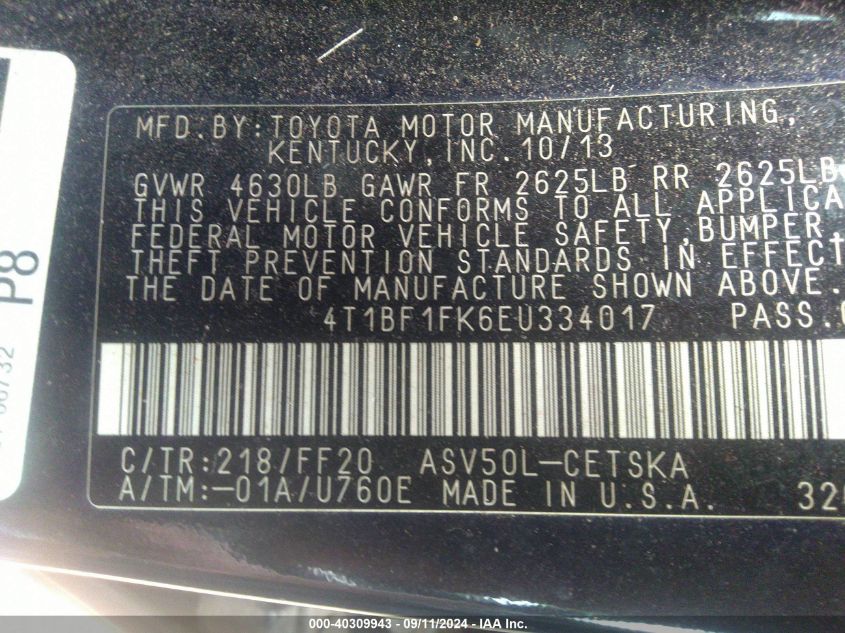 MFD.BY:TOYOTA MOTOR MANUFACTURING,
KENTUCKY,INC.10/13
GVWR 4630LB GAWR FR 2625LB RR 2625LB
THIS VEHICLE CONFORMS TO ALL APPLICA
FEDERAL MOTOR VEHICLE SAFETY,BUMPER,
THEFT PREVENTION STANDARDS IN EFFECT
THE DATE OF MANUFACTURE SHOWN ABOVE.
4T1BF1FK6EU334017 PASS.
C/TR:218/FF20 ASV50L-CETSKA
A/TM:-01A/U760E MADE IN U.S.A. 320
P8
000-40309943 - 09/11/2024 - IAA Inc.